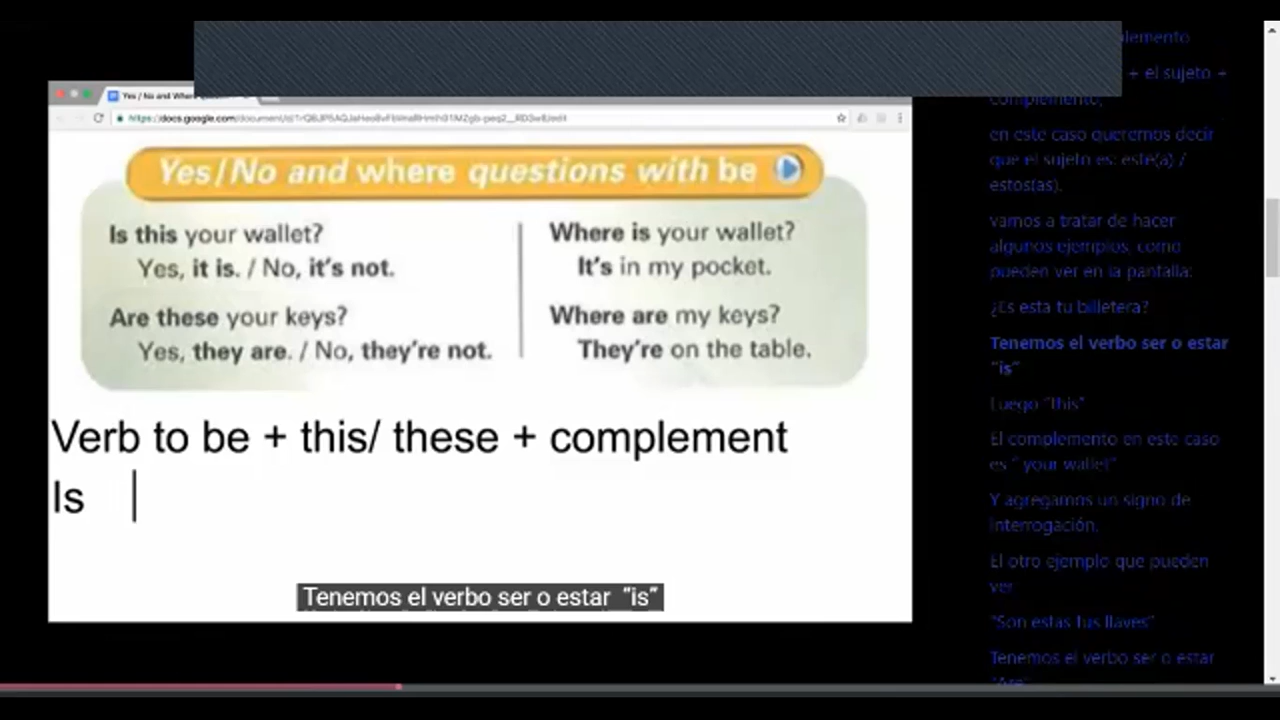 Yes / No and Where
Yes/No and where questions with be
Is this your wallet?
Yes, it is. / No, it's not.
Are these your keys?
Yes, they are. / No, they're not.
Where is your wallet?
It's in my pocket.
Where are my keys?
They're on the table.
Verb to be + this/ these + complement
Is
Tenemos el verbo ser o estar "is"
+ el sujeto +
complemento,
en este caso queremos decir
que el sujeto es: este(a) /
estos(as).
vamos a tratar de hacer
algunos ejemplos, como
pueden ver en la pantalla:
¿Es esta tu billetera?
Tenemos el verbo ser o estar
"is"
Luego "this"
El complemento en este caso
es " your wallet"
Y agregamos un signo de
interrogación.
El otro ejemplo que pueden
ver
"Son estas tus llaves"
Tenemos el verbo ser o estar
"Are"